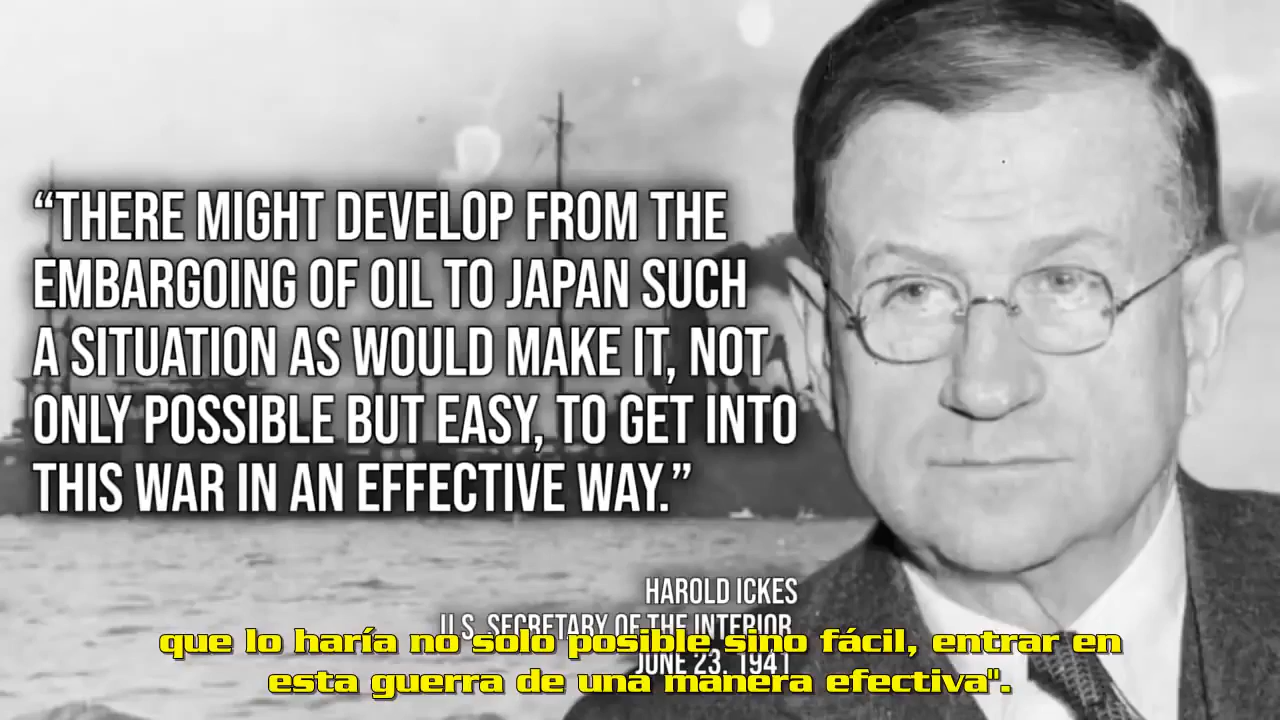 “THERE MIGHT DEVELOP FROM THE
EMBARGOING OF OIL TO JAPAN SUCH
A SITUATION AS WOULD MAKE IT, NOT
ONLY POSSIBLE BUT EASY, TO GET INTO
THIS WAR IN AN EFFECTIVE WAY.”
HAROLD ICKES
U.S. SECRETARY OF THE INTERIOR
JUNE 23, 1941
que lo haría no solo posible sino fácil, entrar en
esta guerra de una manera efectiva".